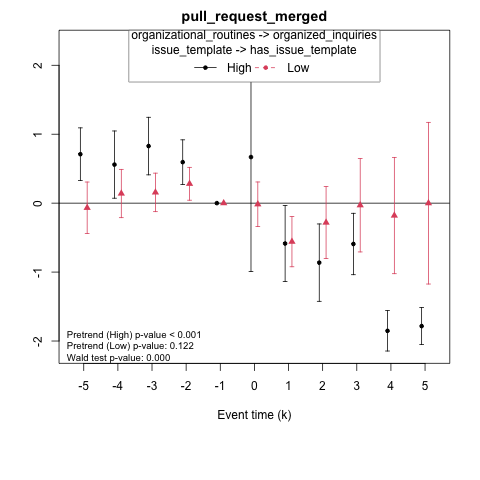 pull_request_merged
organizational_routines -> organized_inquiries
issue_template -> has_issue_template
High Low
2
1
0
-1
-2
Pretrend (High) p-value < 0.001
Pretrend (Low) p-value: 0.122
Wald test p-value: 0.000
-5 -4 -3 -2 -1 0 1 2 3 4 5
Event time (k)